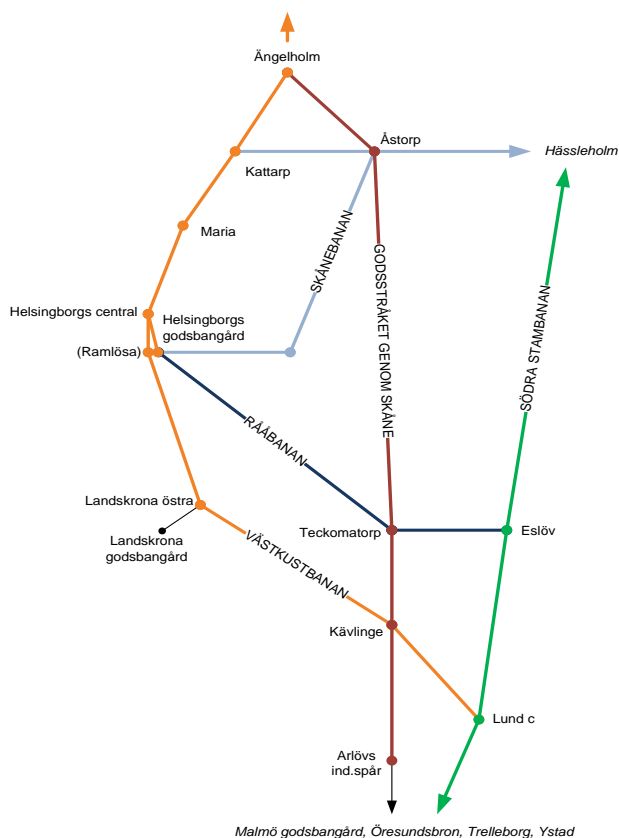 Ängelholm
Åstorp
Hässleholm
Kattarp
Maria
SKÅNEBANAN
GODSSTRÅKET GENOM SKÅNE
SÖDRA STAMBANAN
Helsingborgs central
Helsingborgs
godsbangård
(Ramlösa)
RÅÅBANAN
Landskrona östra
Landskrona
godsbangård
VÄSTKUSTBANAN
Teckomatorp
Eslöv
Kävlinge
Lund c
Arlövs
ind.spår
Malmö godsbangård, Öresundsbron, Trelleborg, Ystad